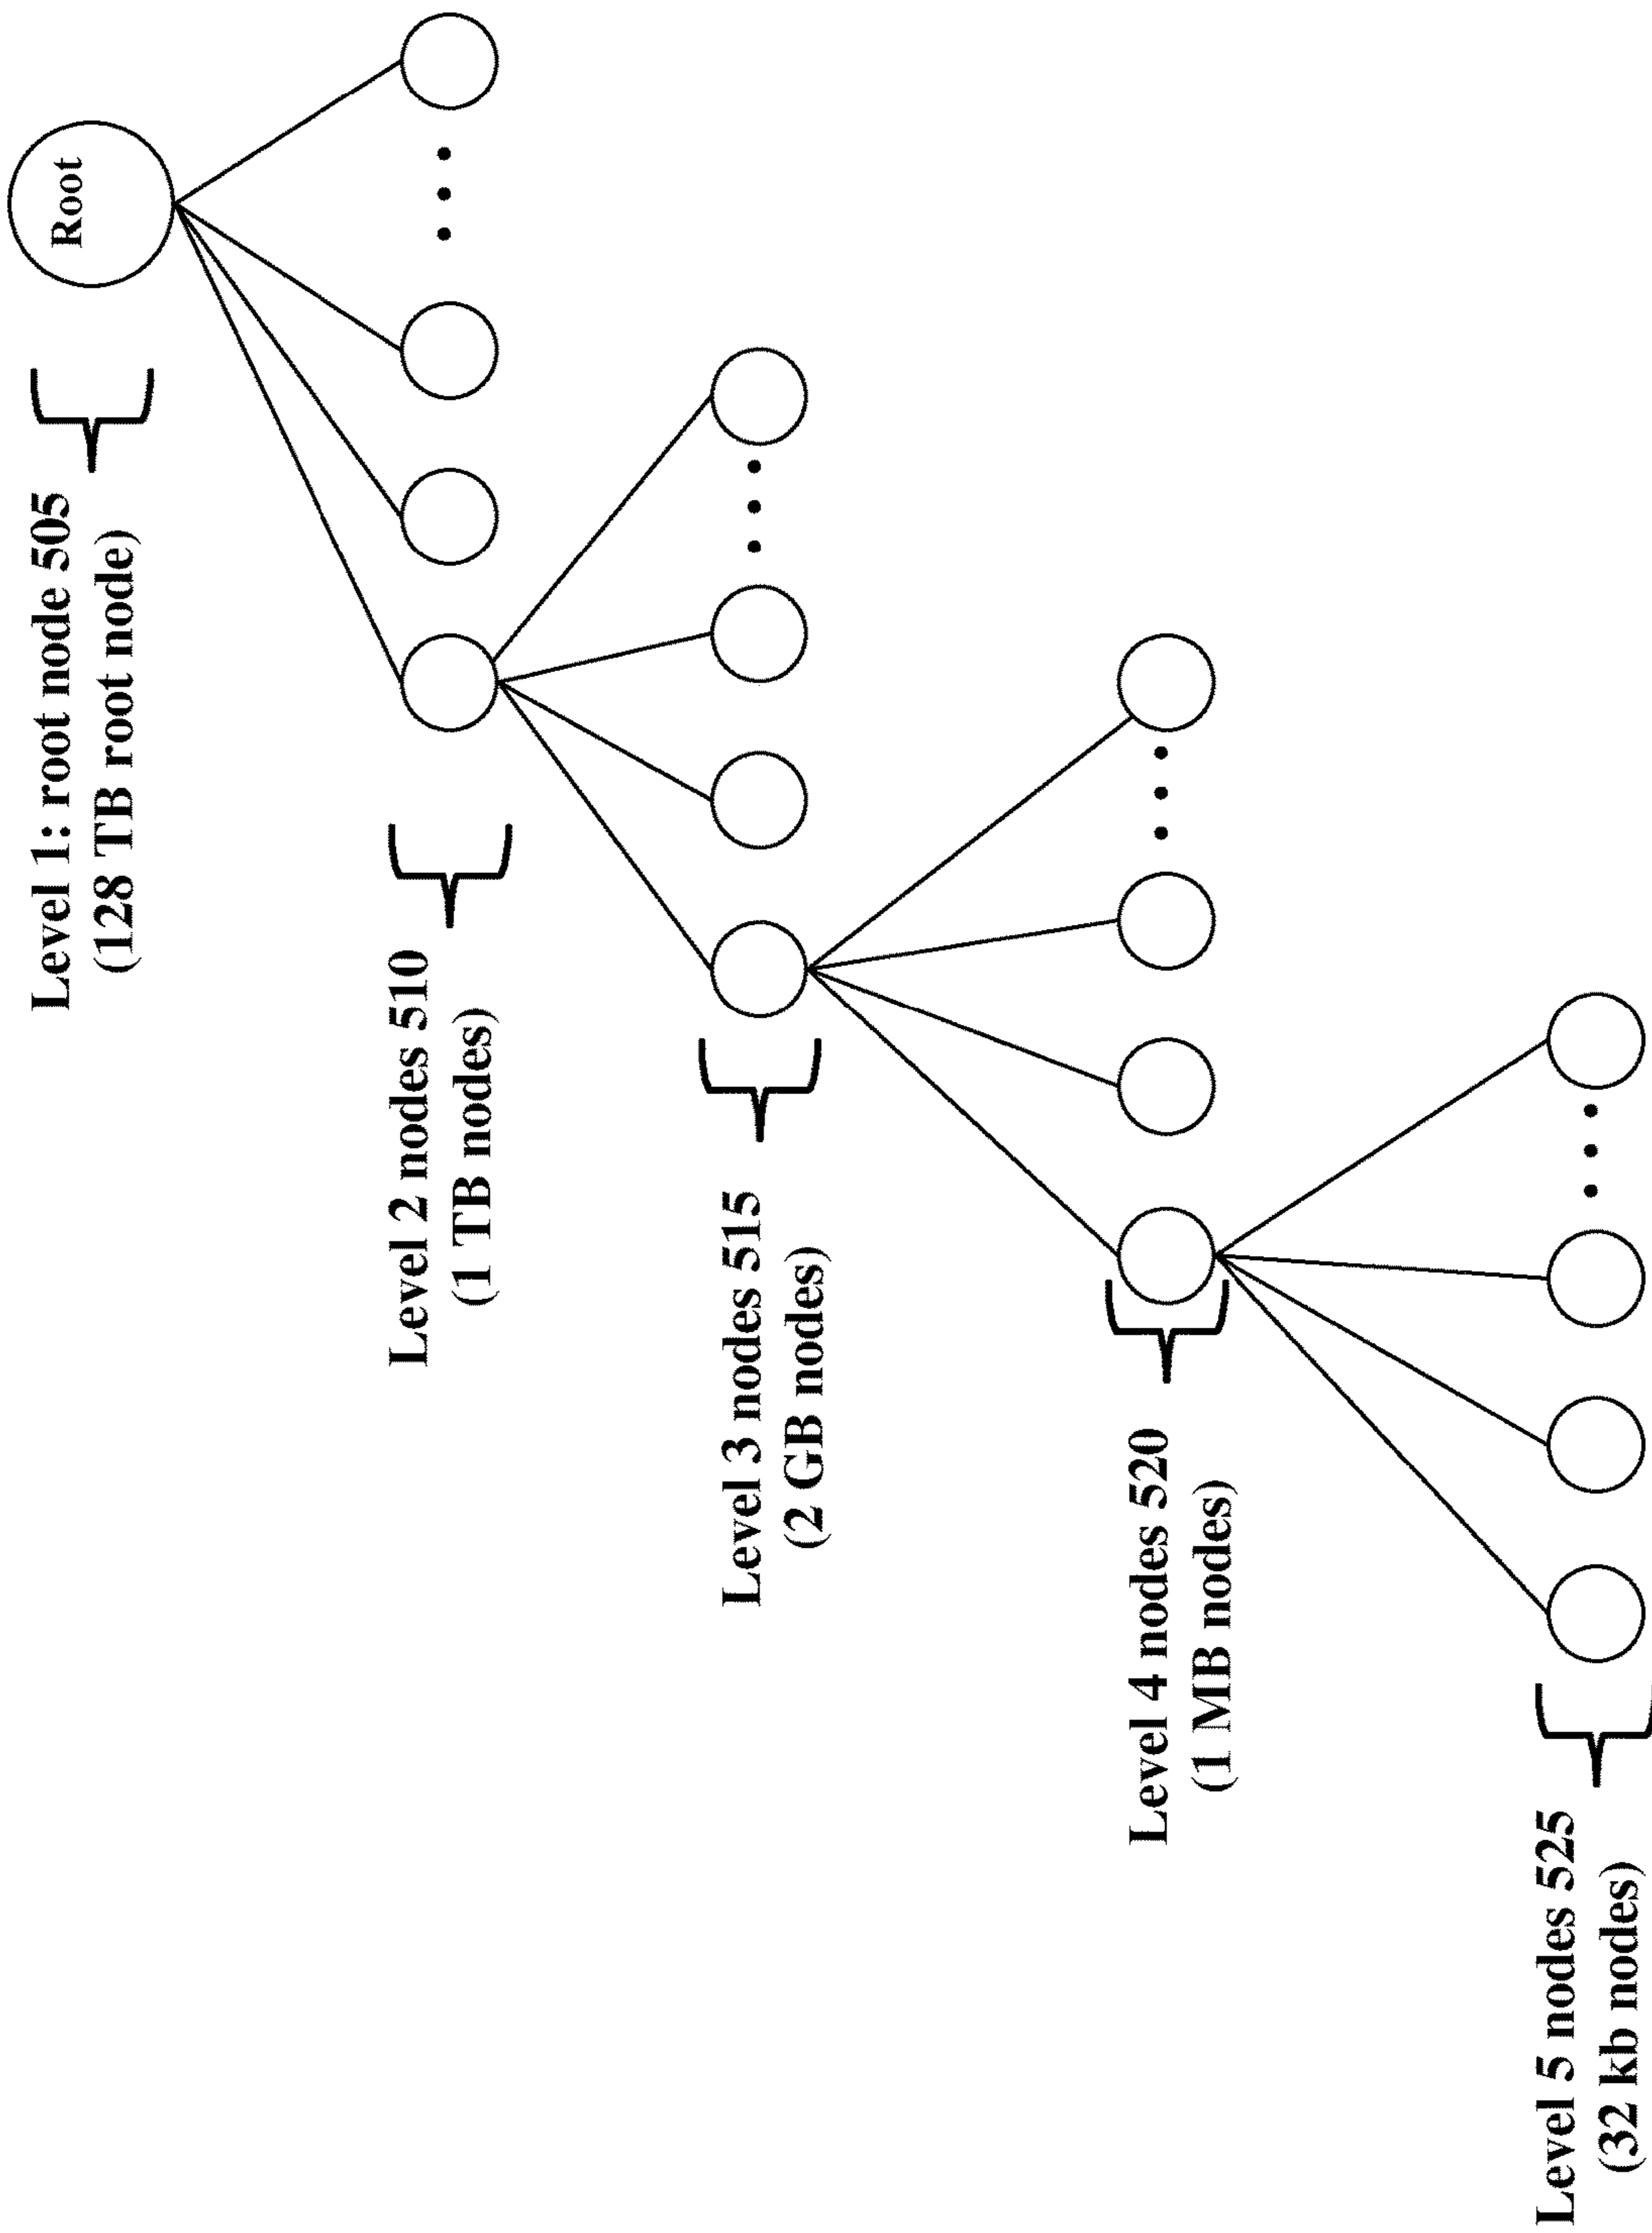 Root
Level 1: root node 505
(128 TB root node)
Level 2 nodes 510
(1 TB nodes)
Level 3 nodes 515
(2 GB nodes)
Level 4 nodes 520
(1 MB nodes)
Level 5 nodes 525
(32 kb nodes)